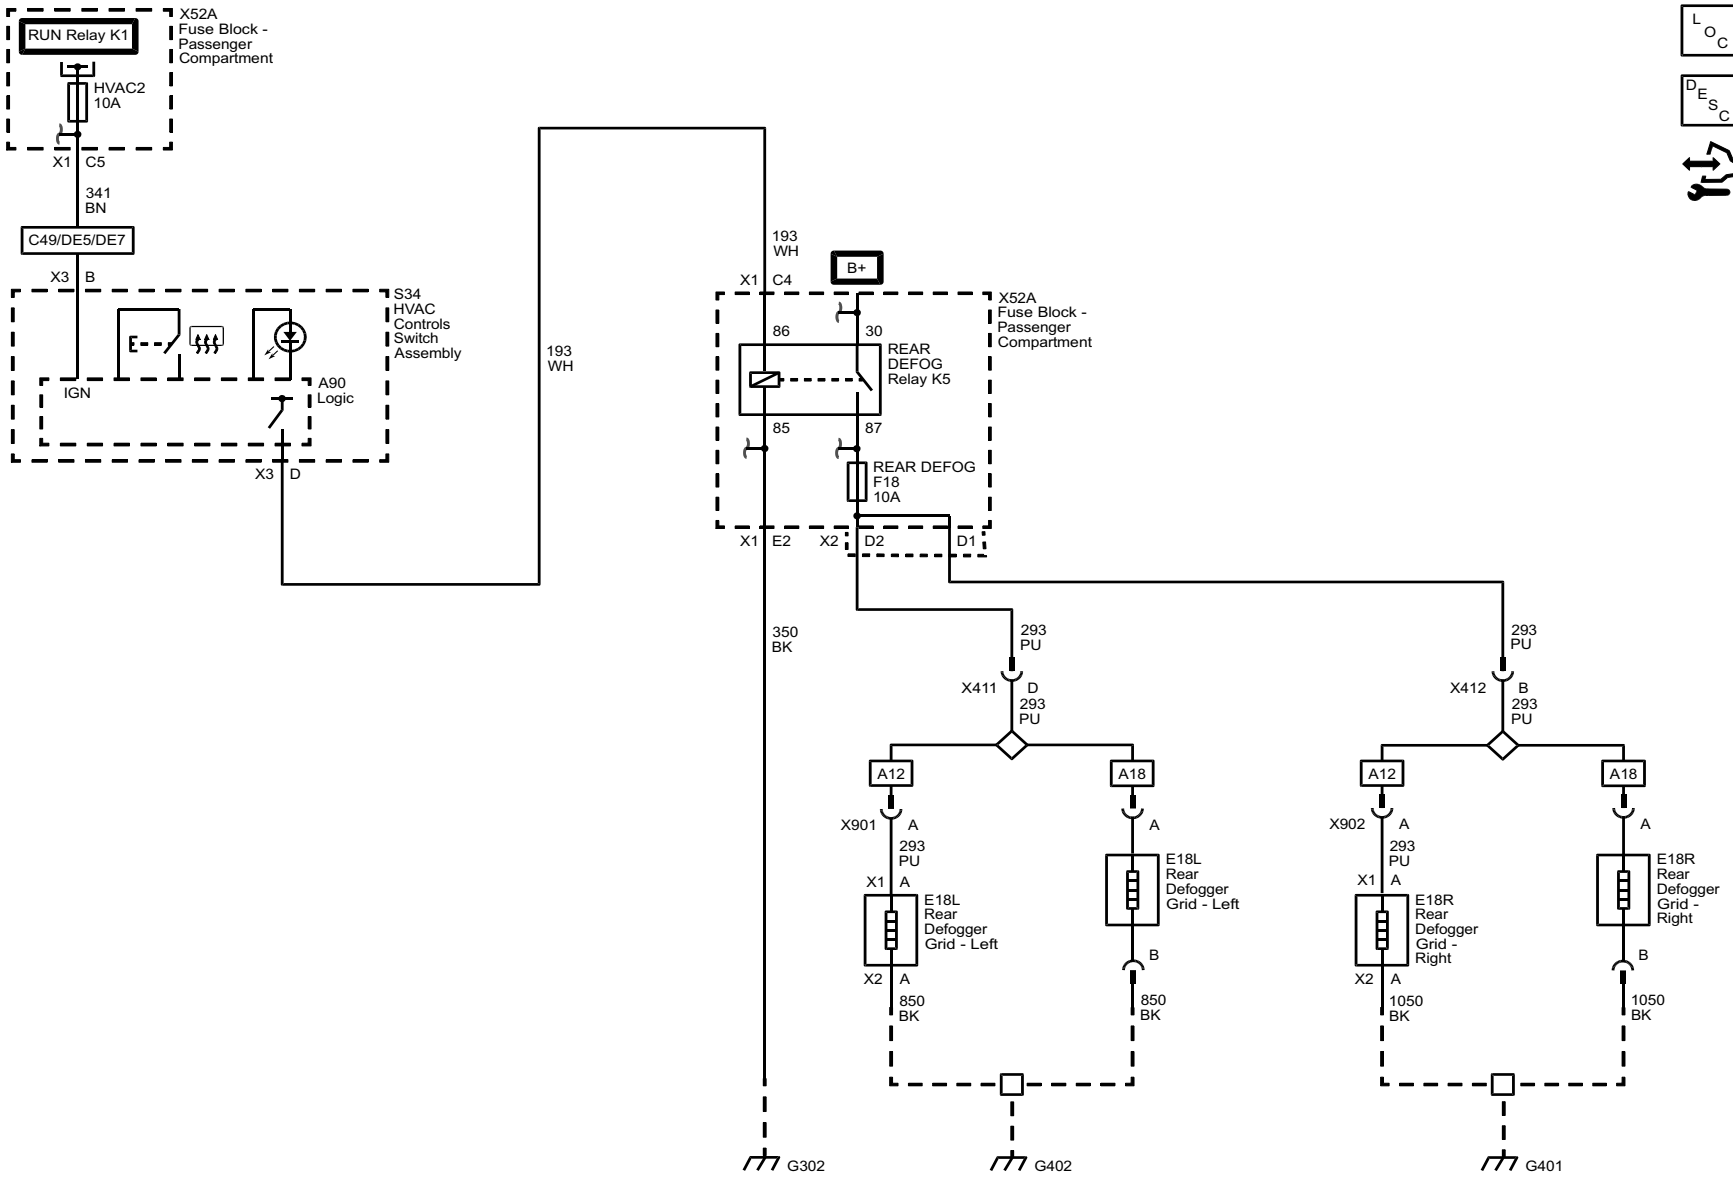 X52A
Fuse Block -
Passenger
Compartment
RUN Relay K1
HVAC2
10A
X1 C5
341
BN
C49/DE5/DE7
X3 B
S34
HVAC
Controls
Switch
Assembly
IGN
A90
Logic
X3 D
193
WH
193
WH
X1 C4
B+
X52A
Fuse Block -
Passenger
Compartment
86 30
REAR
DEFOG
Relay K5
85 87
REAR DEFOG
F18
10A
X1 E2 X2 D2 D1
350
BK
293
PU
X411 D
293
PU
293
PU
X412 B
293
PU
A12
A18
A12
A18
X901 A
293
PU
X1 A
E18L
Rear
Defogger
Grid - Left
X2 A
850
BK
A
E18L
Rear
Defogger
Grid - Left
B
850
BK
X902 A
293
PU
X1 A
E18R
Rear
Defogger
Grid -
Right
X2 A
1050
BK
A
E18R
Rear
Defogger
Grid -
Right
B
1050
BK
G302
G402
G401
LOC
DESC